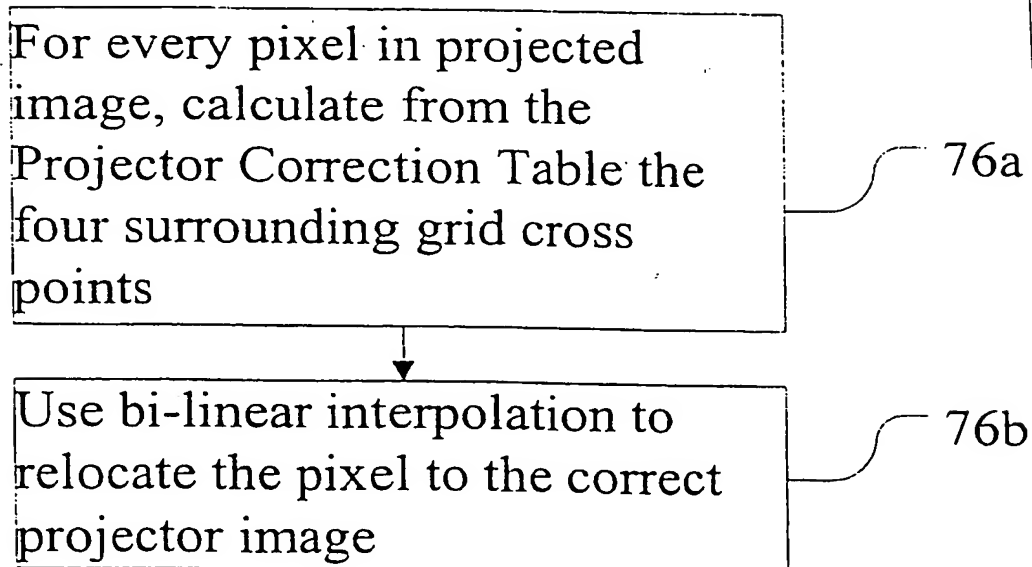 For every pixel in projected
image, calculate from the
Projector Correction Table the
four surrounding grid cross
points
76a
Use bi-linear interpolation to
relocate the pixel to the correct
projector image
76b